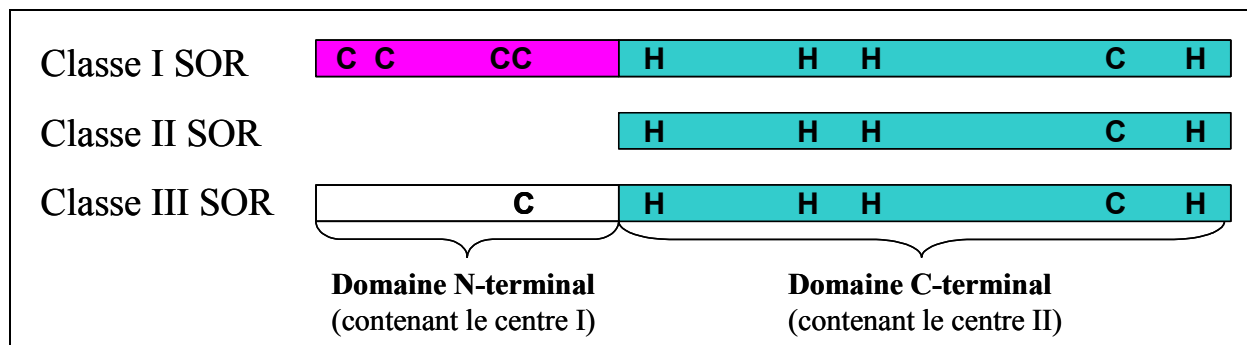 Classe I SOR C C CC H H H C H
Classe II SOR H H H C H
Classe III SOR C H H H C H
Domaine N-terminal Domaine C-terminal
(contenant le centre I) (contenant le centre II)